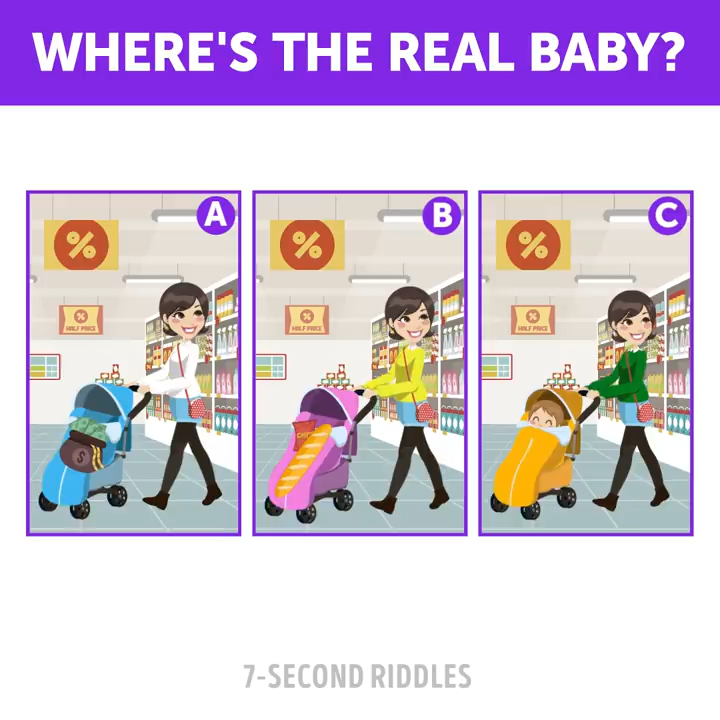 WHERE'S THE REAL BABY?
A
B
C
%
%
%
%
HALF PRICE
%
HALF PRICE
%
HALF PRICE
$
7-SECOND RIDDLES